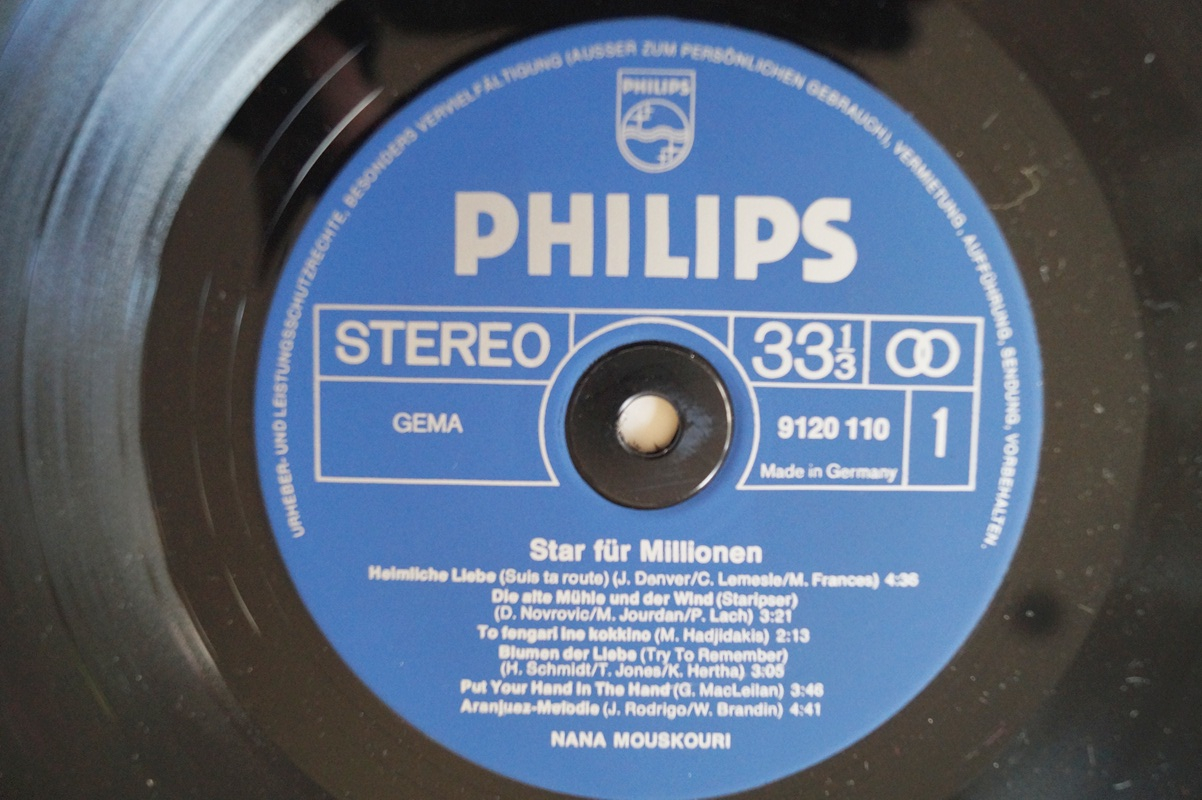 URHEBER- UND LEISTUNGSSCHUTZRECHTE, BESONDERS VERVIELFÄLTIGUNG (AUSSER ZUM PERSÖNLICHEN GEBRAUCH), VERMIETUNG, AUFFÜHRUNG, SENDUNG, VORBEHALTEN.
PHILIPS
PHILIPS
STEREO
33 1/3
GEMA
9120 110
1
Made in Germany
Star für Millionen
Heimliche Liebe (Suis ta route) (J. Denver/C. Lemesle/M. Frances) 4:36
Die alte Mühle und der Wind (Staripser)
(D. Novrovic/M. Jourdan/P. Lach) 3:21
To fengari ine kokkino (M. Hadjidakis) 2:13
Blumen der Liebe (Try To Remember)
(H. Schmidt/T. Jones/K. Hertha) 3:05
Put Your Hand In The Hand (G. MacLellan) 3:46
Aranjuez-Melodie (J. Rodrigo/W. Brandin) 4:41
NANA MOUSKOURI